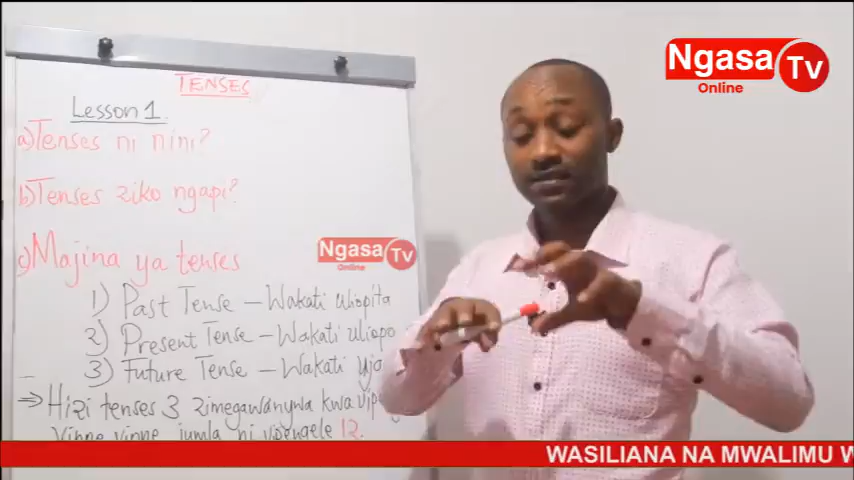 TENSES
Lesson 1
a) Tenses ni nini?
b) Tenses ziko ngapi?
c) Majina ya tenses
1) Past Tense – Wakati uliopita
2) Present Tense – Wakati uliopo
3) Future Tense – Wakati
→ Hizi tenses 3 zimegawanywa kwa
Vinne vinne jumla ni vipengele 12.
Ngasa Tv
Online
Ngasa Tv
Online
WASILIANA NA MWALIMU